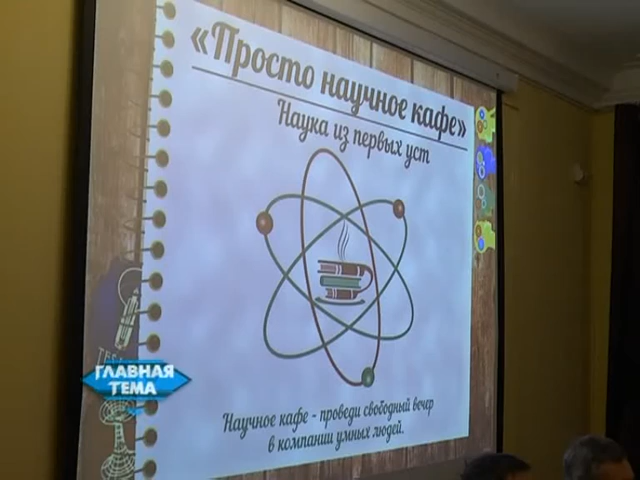 «Просто научное кафе»
Наука из первых уст
ГЛАВНАЯ
ТЕМА
Научное кафе - проведи свободный вечер
в компании умных людей.